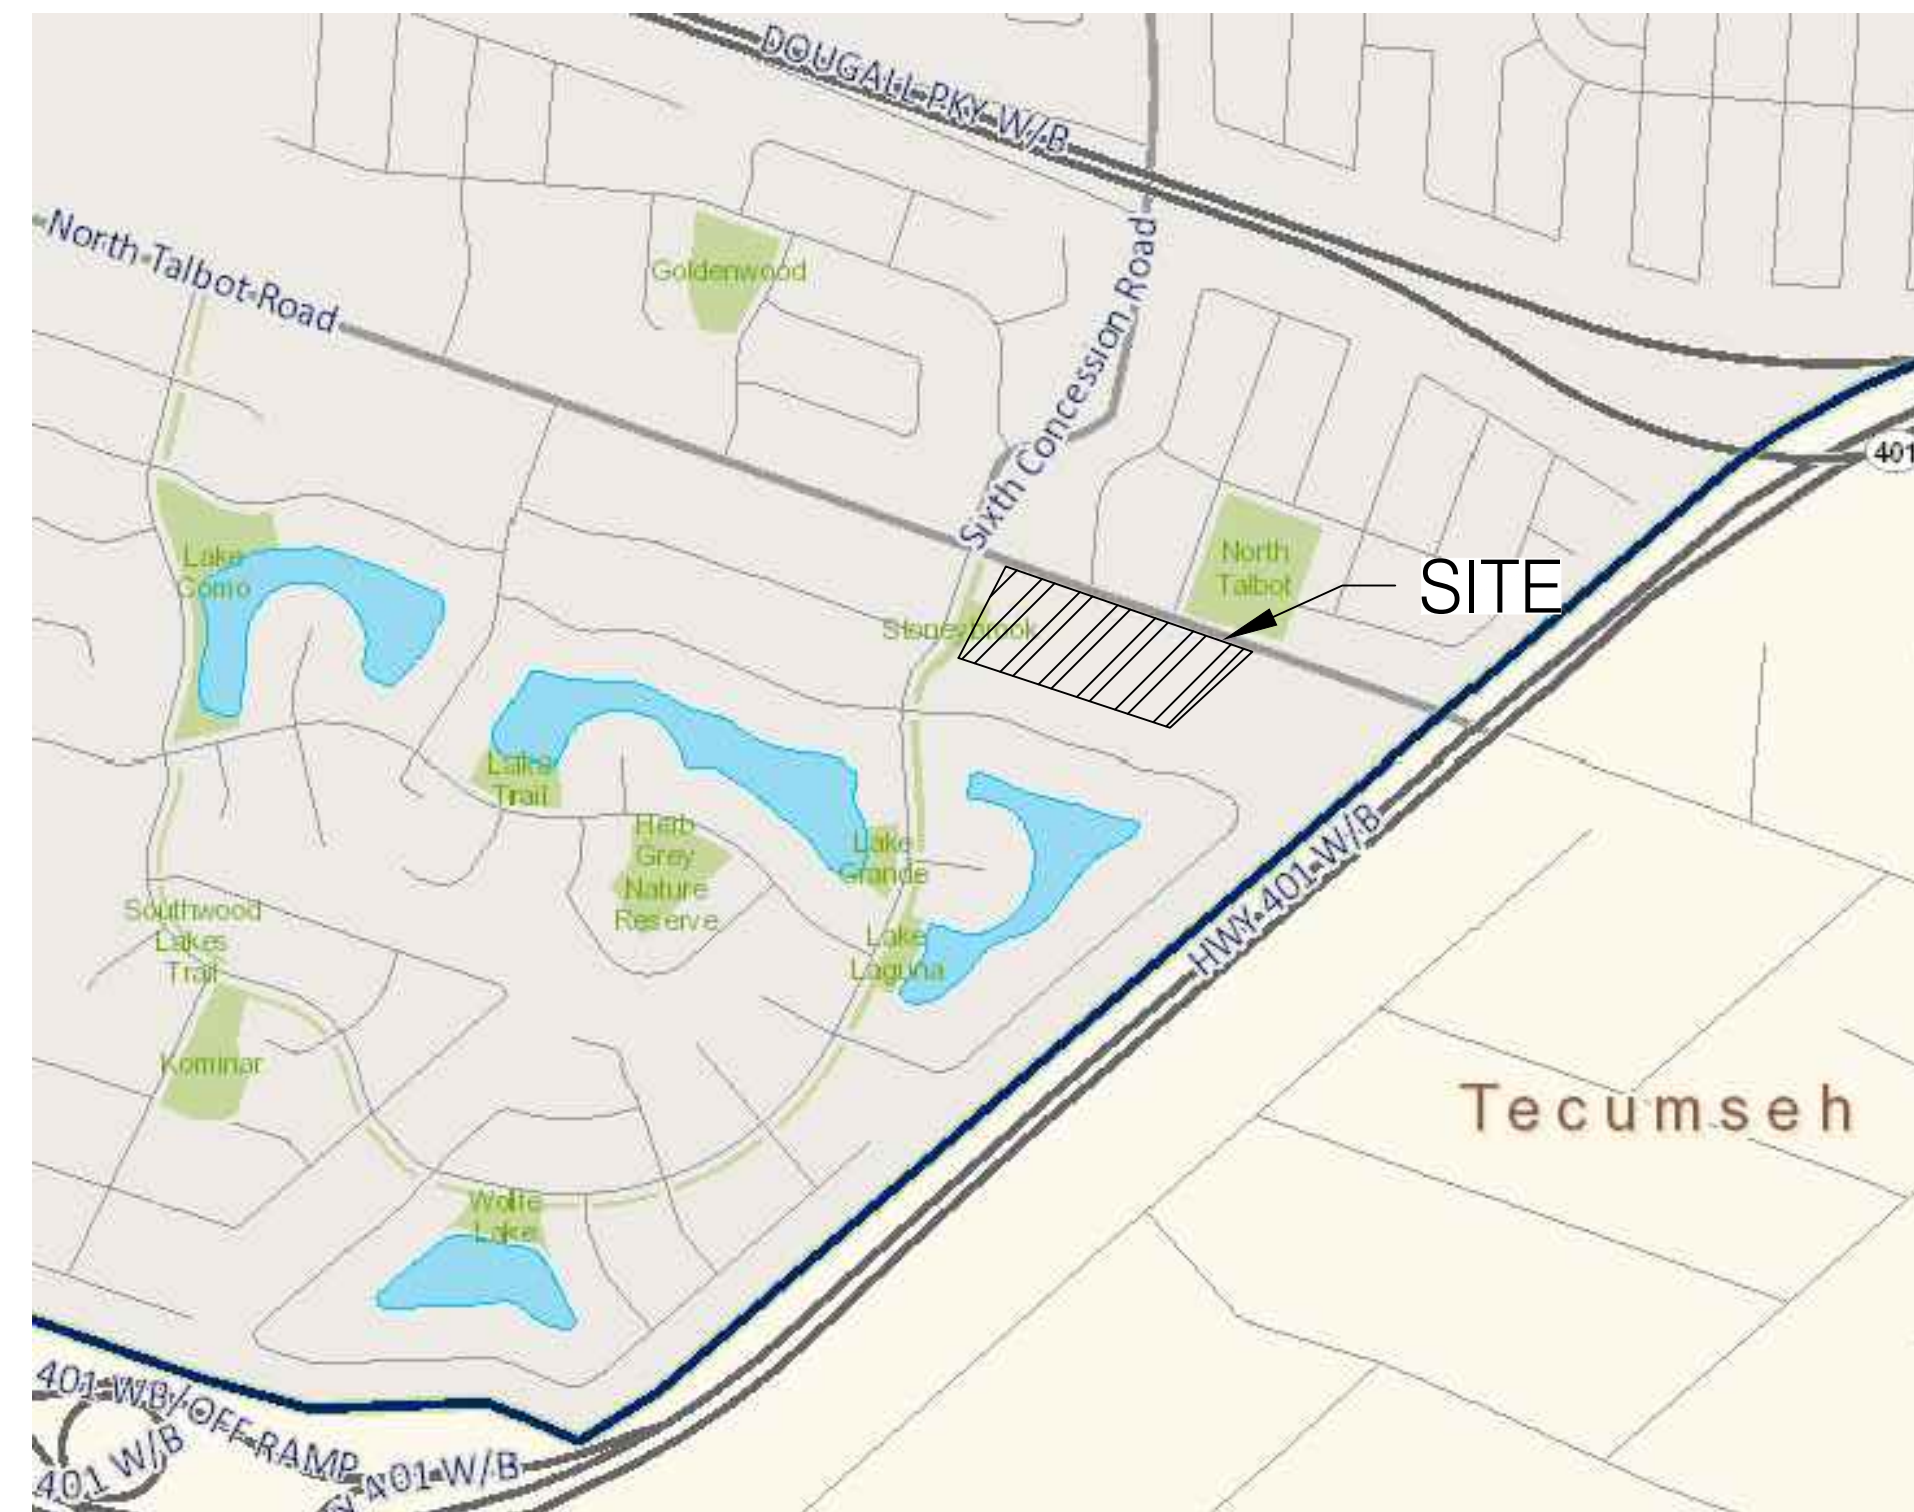 DOUGALL PKY W/B
North Talbot Road
Goldenwood
Sixth Concession Road
401
Lake
Como
North
Talbot
SITE
Stoneybrook
Lake
Trail
Herb
Grey
Nature
Reserve
Lake
Grande
Southwood
Lakes
Trail
Lake
Laguna
HWY 401 W/B
Kominar
Tecumseh
Wolfe
Lake
401 WB/OFF RAMP
401 W/B
401 W/B